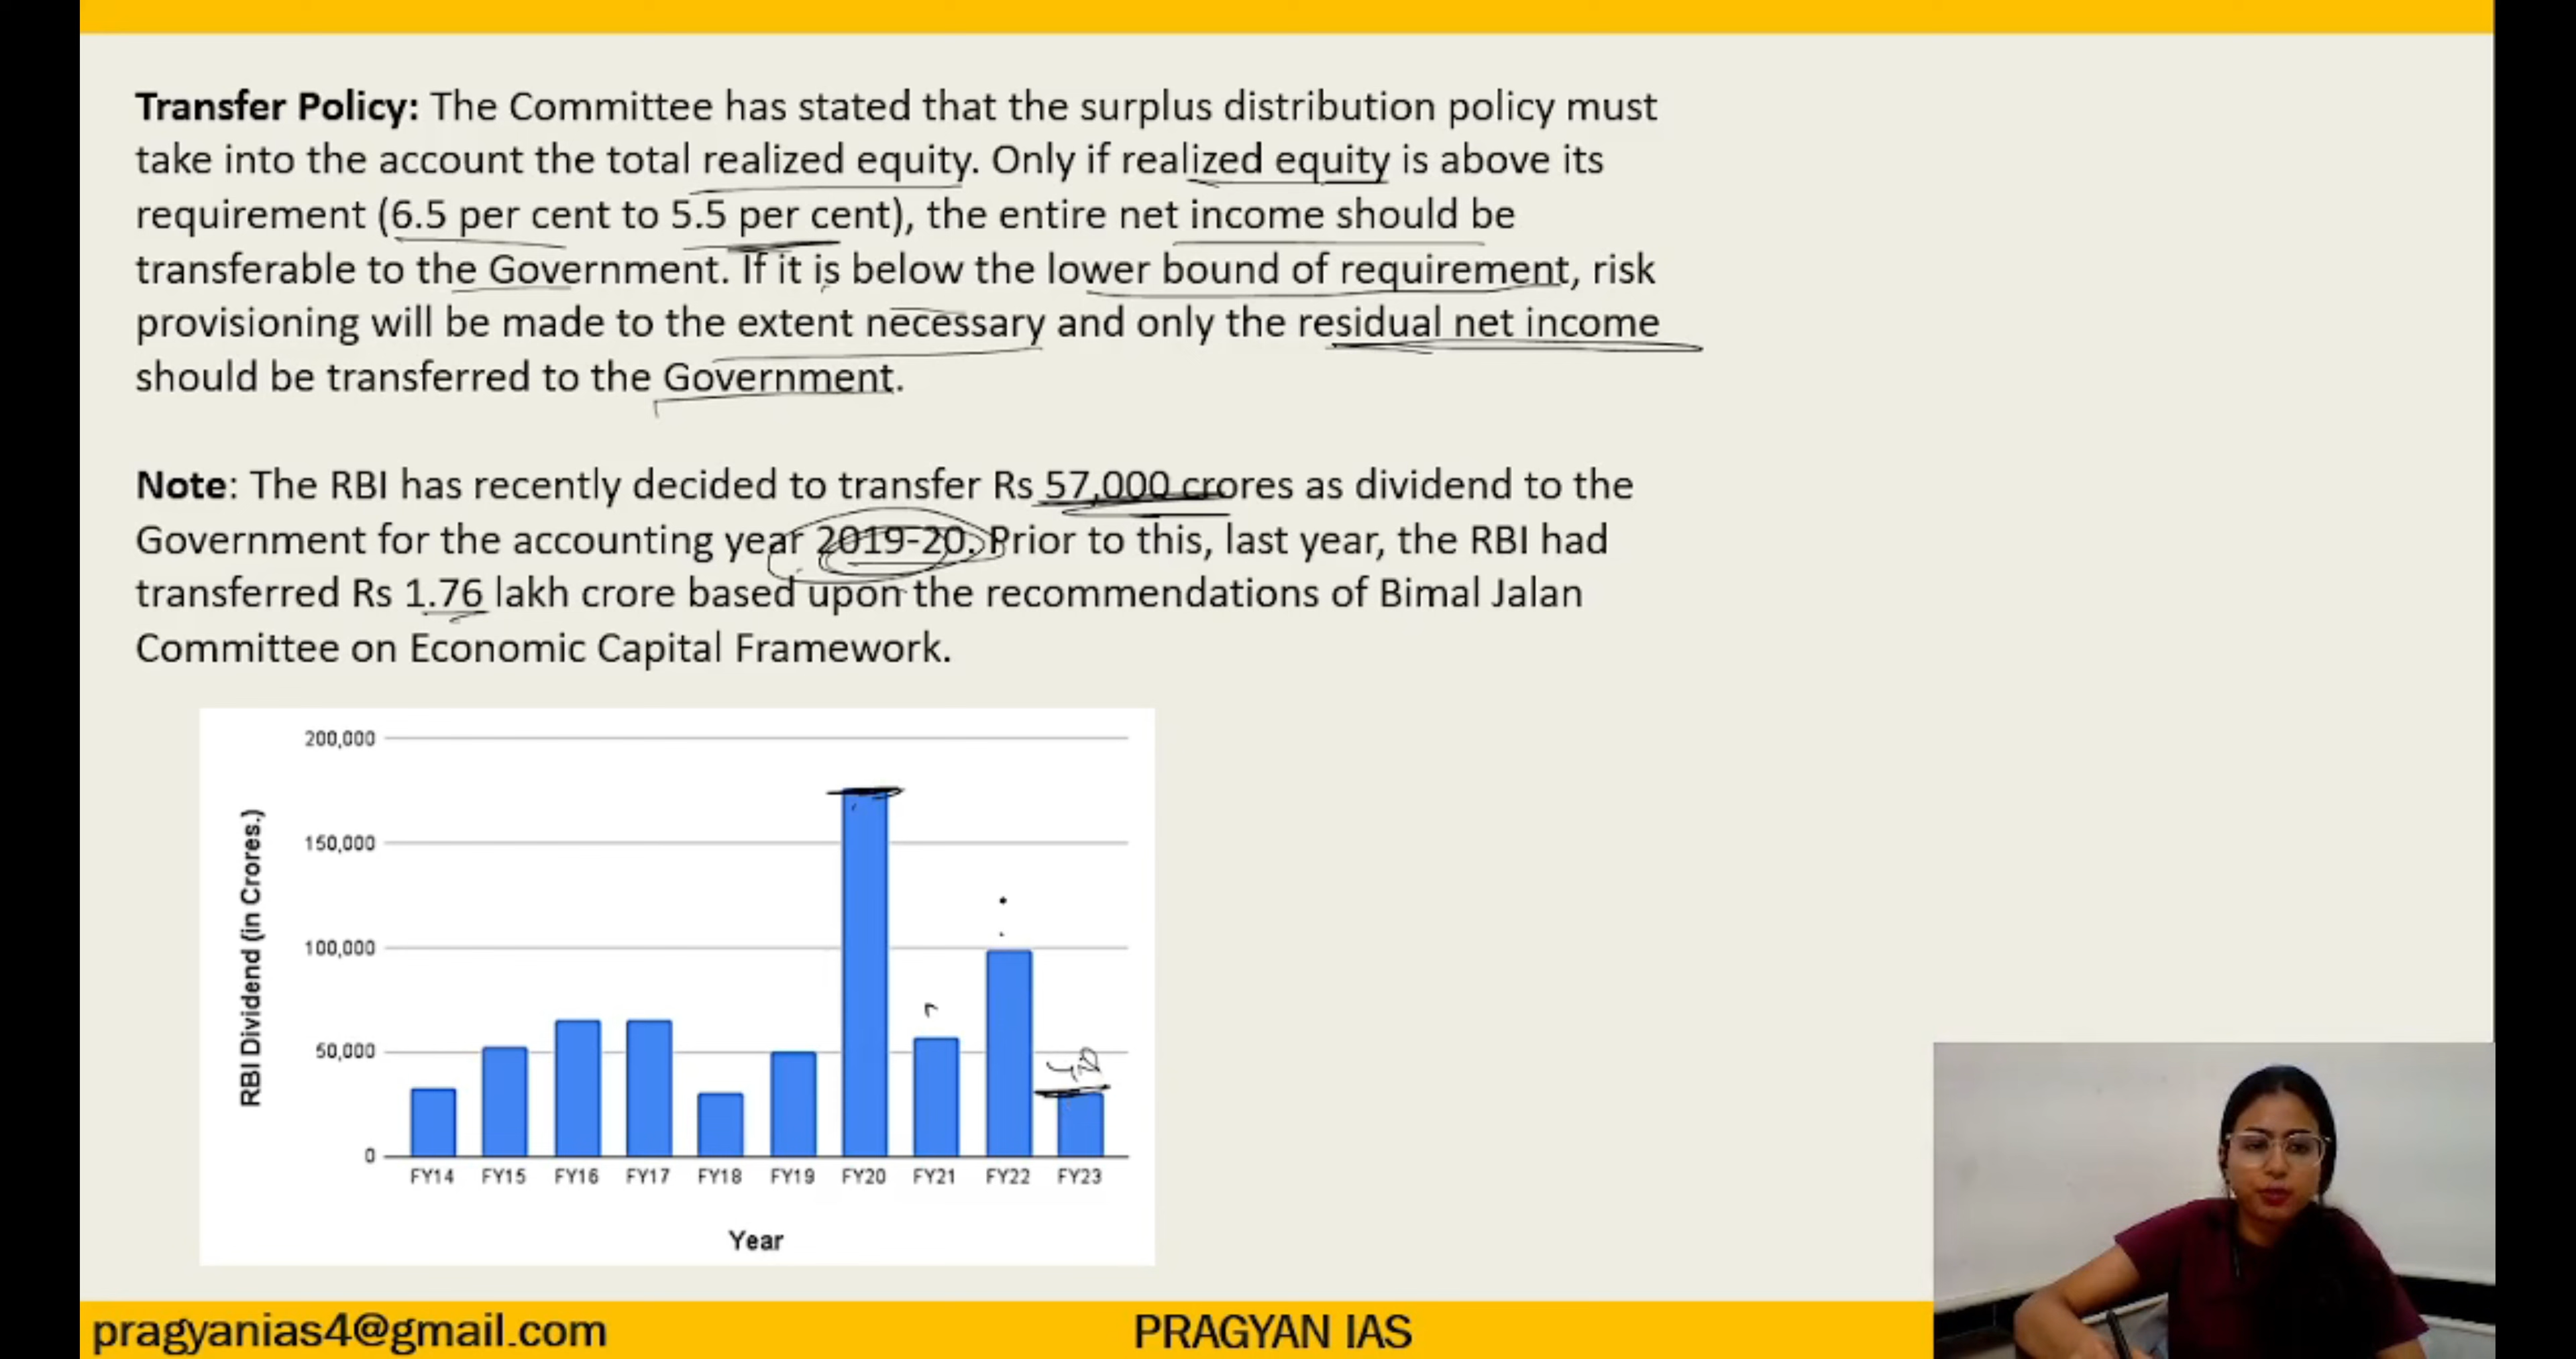 Transfer Policy: The Committee has stated that the surplus distribution policy must
take into the account the total realized equity. Only if realized equity is above its
requirement (6.5 per cent to 5.5 per cent), the entire net income should be
transferable to the Government. If it is below the lower bound of requirement, risk
provisioning will be made to the extent necessary and only the residual net income
should be transferred to the Government.
Note: The RBI has recently decided to transfer Rs 57,000 crores as dividend to the
Government for the accounting year 2019-20. Prior to this, last year, the RBI had
transferred Rs 1.76 lakh crore based upon the recommendations of Bimal Jalan
Committee on Economic Capital Framework.
RBI Dividend (in Crores.)
200,000
150,000
100,000
50,000
0
FY14 FY15 FY16 FY17 FY18 FY19 FY20 FY21 FY22 FY23
Year
pragyanias4@gmail.com PRAGYAN IAS